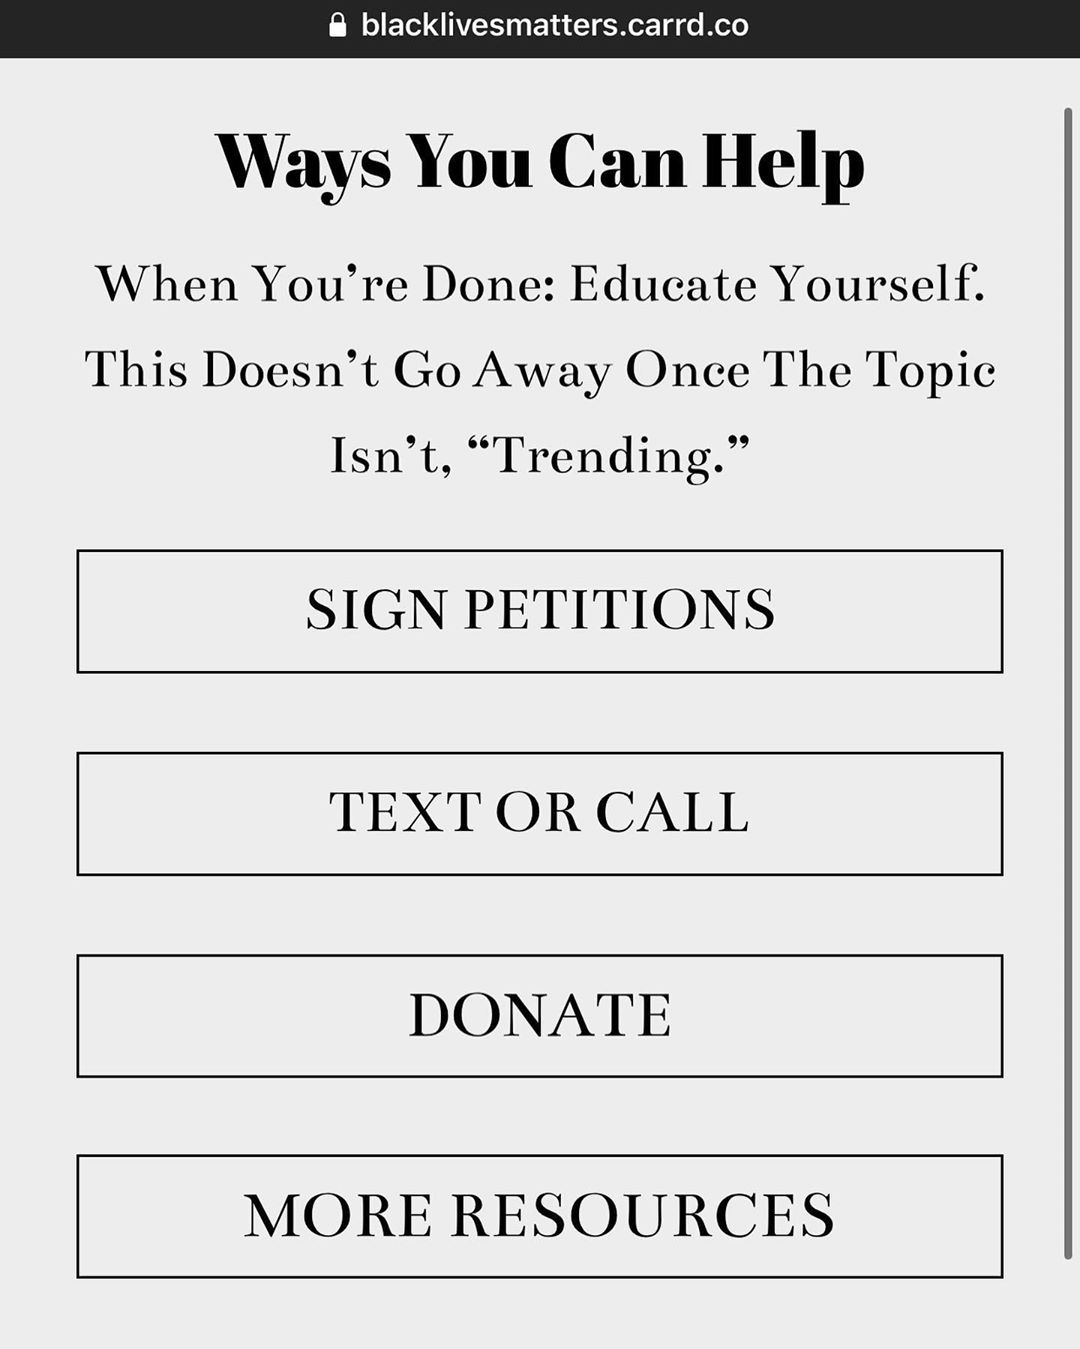 blacklivesmatters.carrd.co
Ways You Can Help
When You’re Done: Educate Yourself.
This Doesn’t Go Away Once The Topic
Isn’t, “Trending.”
SIGN PETITIONS
TEXT OR CALL
DONATE
MORE RESOURCES